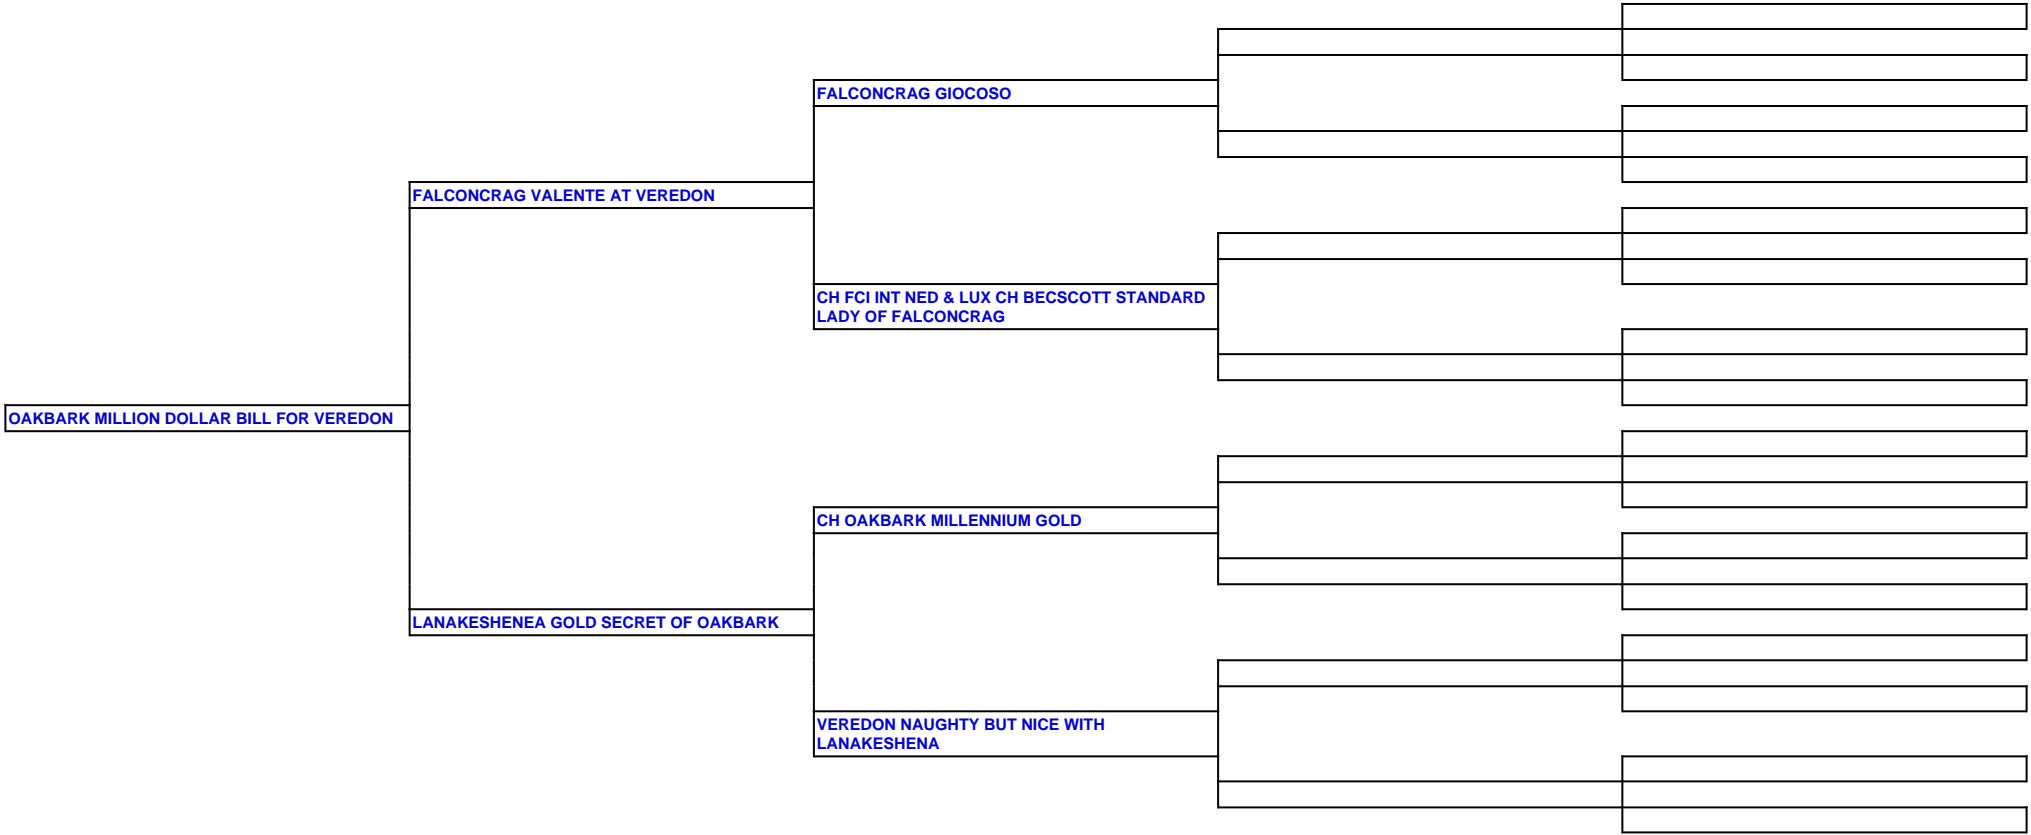 FALCONCRAG GIOCOSO
FALCONCRAG VALENTE AT VEREDON
CH FCI INT NED & LUX CH BECSCOTT STANDARD
LADY OF FALCONCRAG
OAKBARK MILLION DOLLAR BILL FOR VEREDON
CH OAKBARK MILLENNIUM GOLD
LANAKESHENEA GOLD SECRET OF OAKBARK
VEREDON NAUGHTY BUT NICE WITH
LANAKESHENA